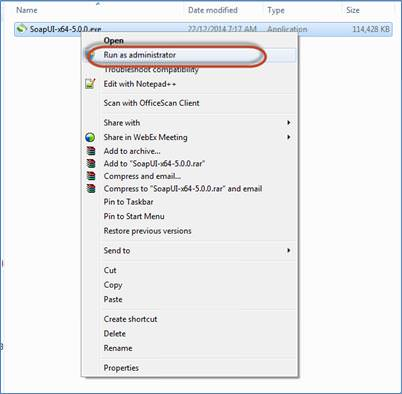 Name Date modified Type Size
SoapUI-x64-5.0.0.exe 22/12/2014 7:17 AM Application 114,428 KB
Open
Run as administrator
Troubleshoot compatibility
Edit with Notepad++
Scan with OfficeScan Client
Share with
Share in WebEx Meeting
Add to archive...
Add to "SoapUI-x64-5.0.0.rar"
Compress and email...
Compress to "SoapUI-x64-5.0.0.rar" and email
Pin to Taskbar
Pin to Start Menu
Restore previous versions
Send to
Cut
Copy
Paste
Create shortcut
Delete
Rename
Properties